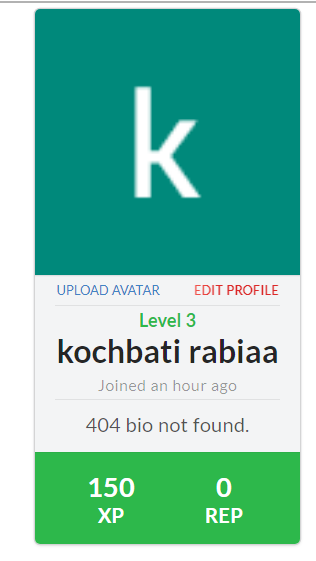 k
UPLOAD AVATAR EDIT PROFILE
Level 3
kochbati rabiaa
Joined an hour ago
404 bio not found.
150 0
XP REP